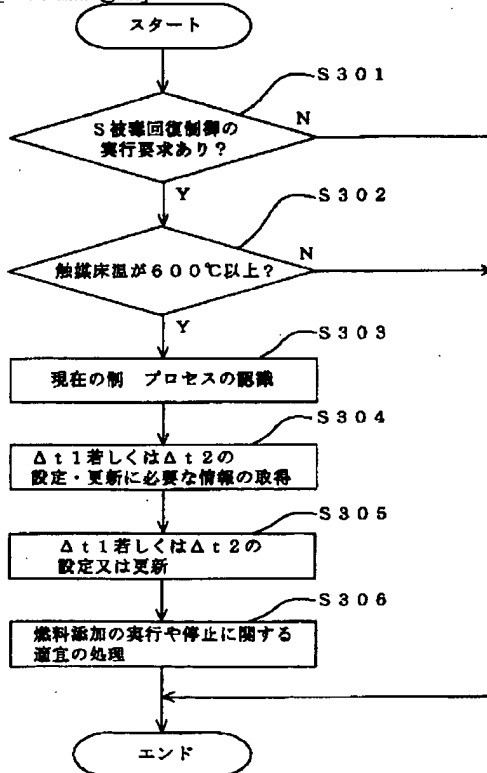 スタート
S301
S被毒回復制御の
実行要求あり？
N
Y
S302
触媒床温が600℃以上？
N
Y
S303
現在の制　プロセスの認識
S304
Δt1若しくはΔt2の
設定・更新に必要な情報の取得
S305
Δt1若しくはΔt2の
設定又は更新
S306
燃料添加の実行や停止に関する
適宜の処理
エンド